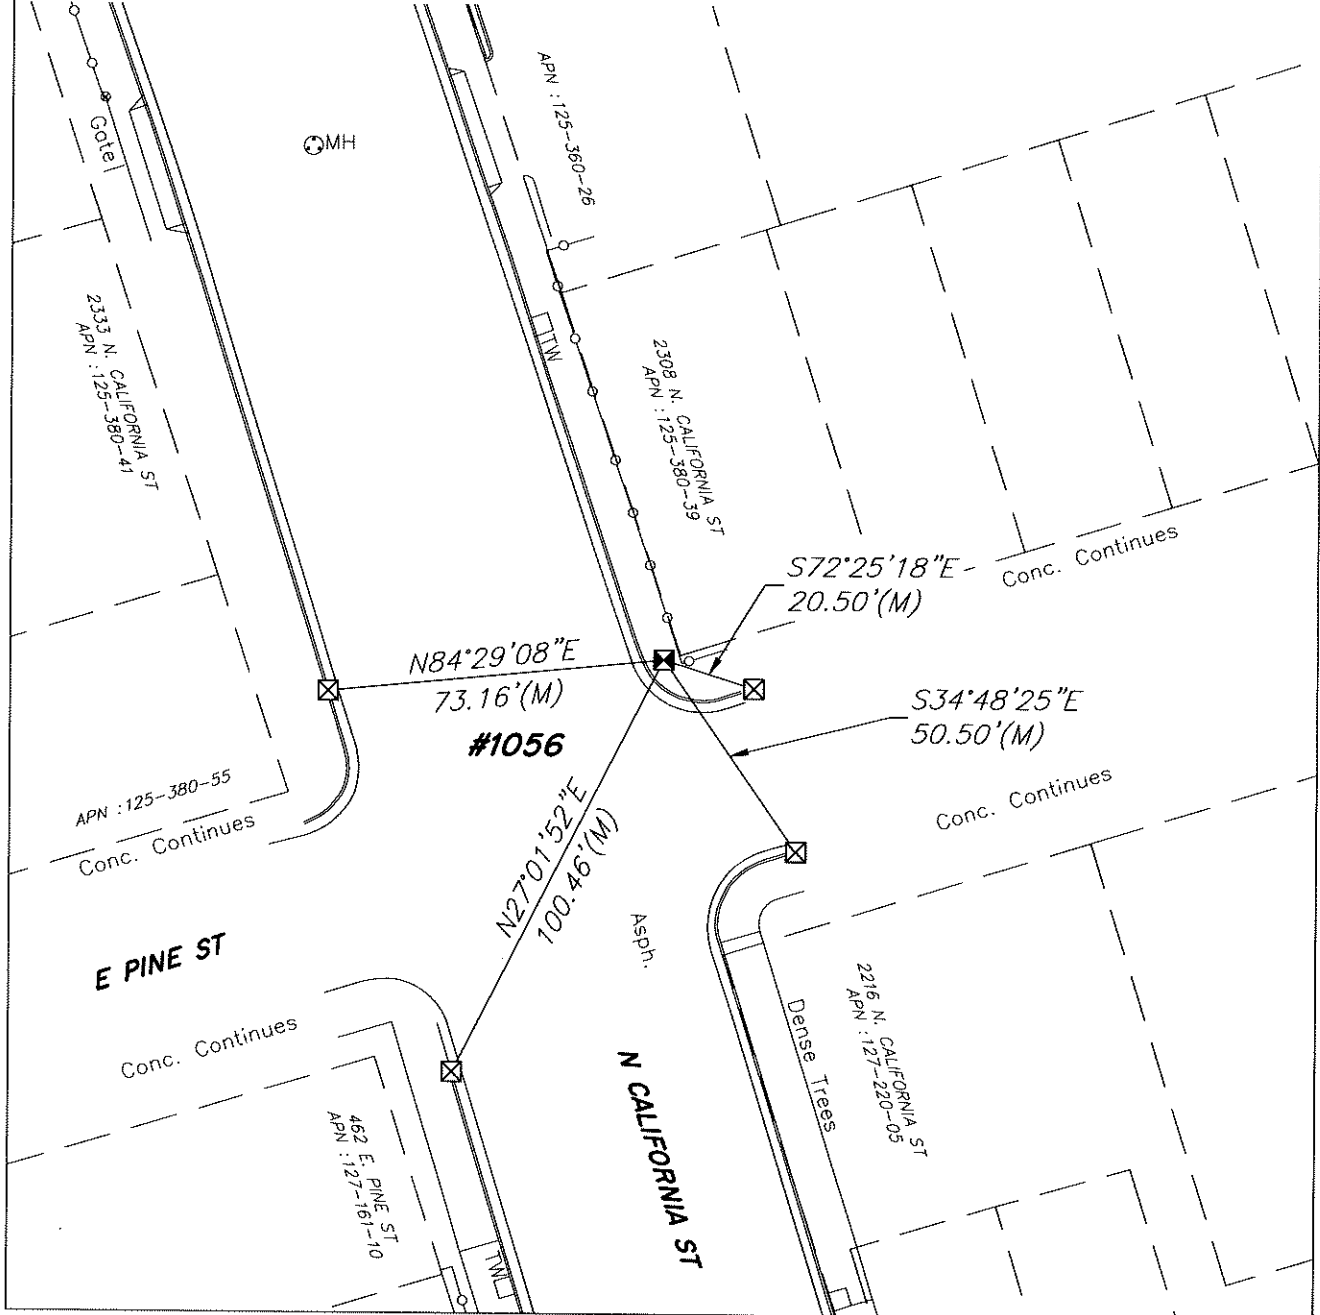 APN : 125-360-26
MH
Gate
2333 N. CALIFORNIA ST
APN : 125-380-41
TW
2308 N. CALIFORNIA ST
APN : 125-380-39
S72°25'18"E
20.50'(M)
Conc. Continues
N84°29'08"E
73.16'(M)
#1056
S34°48'25"E
50.50'(M)
APN : 125-380-55
Conc. Continues
Conc. Continues
N27°01'52"E
100.46'(M)
Asph.
E PINE ST
Conc. Continues
2216 N. CALIFORNIA ST
APN : 127-220-05
Dense Trees
N CALIFORNIA ST
462 E. PINE ST
APN : 127-161-10
TW